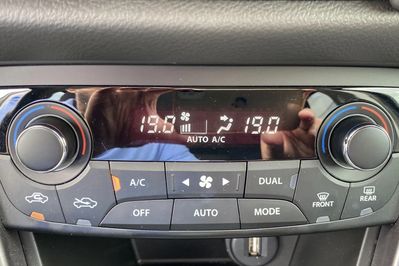 19.0 19.0
AUTO A/C
A/C DUAL
OFF AUTO MODE FRONT REAR